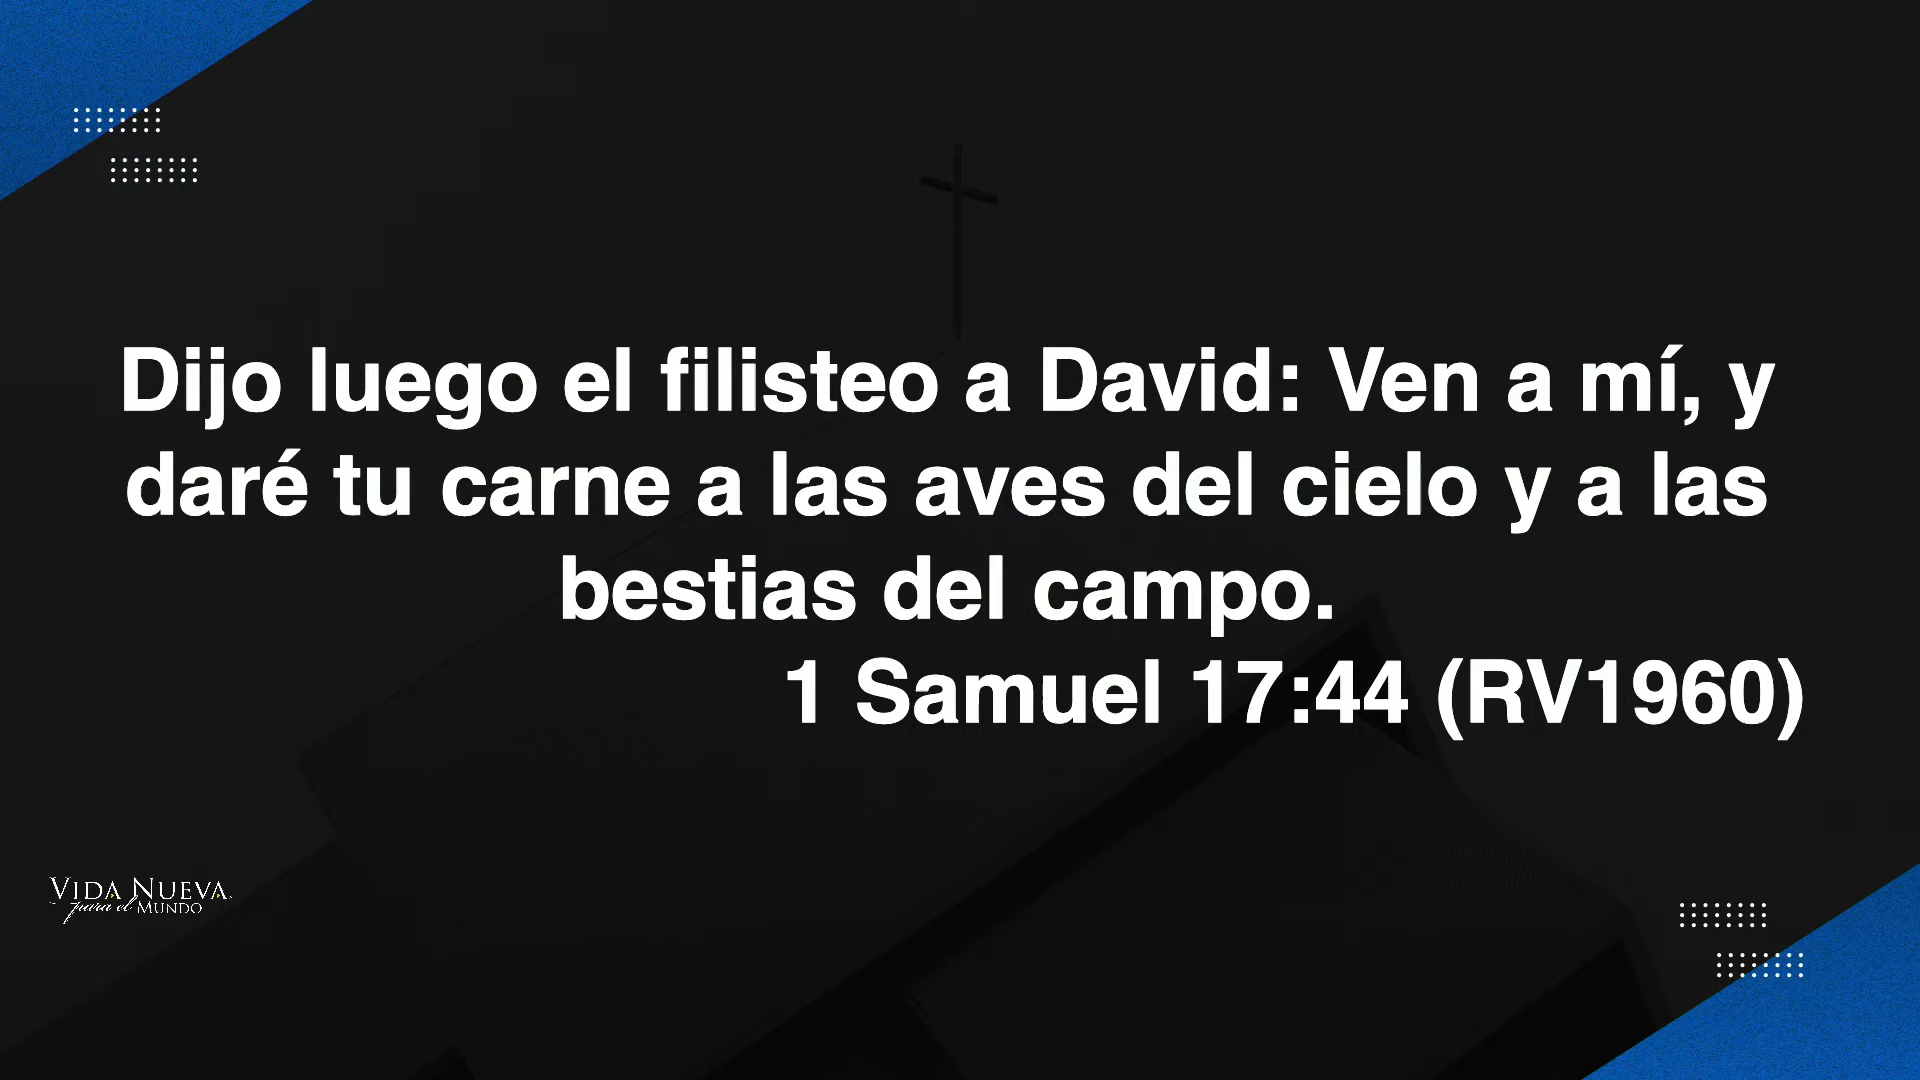 Dijo luego el filisteo a David: Ven a mí, y
daré tu carne a las aves del cielo y a las
bestias del campo.
1 Samuel 17:44 (RV1960)
VIDA NUEVA
para el MUNDO